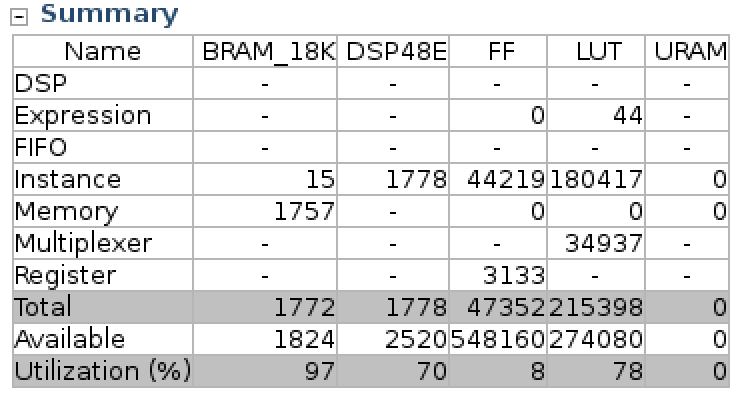 Summary
Name BRAM_18K DSP48E FF LUT URAM
DSP - - - - -
Expression - - 0 44 -
FIFO - - - - -
Instance 15 1778 44219 180417 0
Memory 1757 - 0 0 0
Multiplexer - - - 34937 -
Register - - 3133 - -
Total 1772 1778 47352 215398 0
Available 1824 2520 548160 274080 0
Utilization (%) 97 70 8 78 0